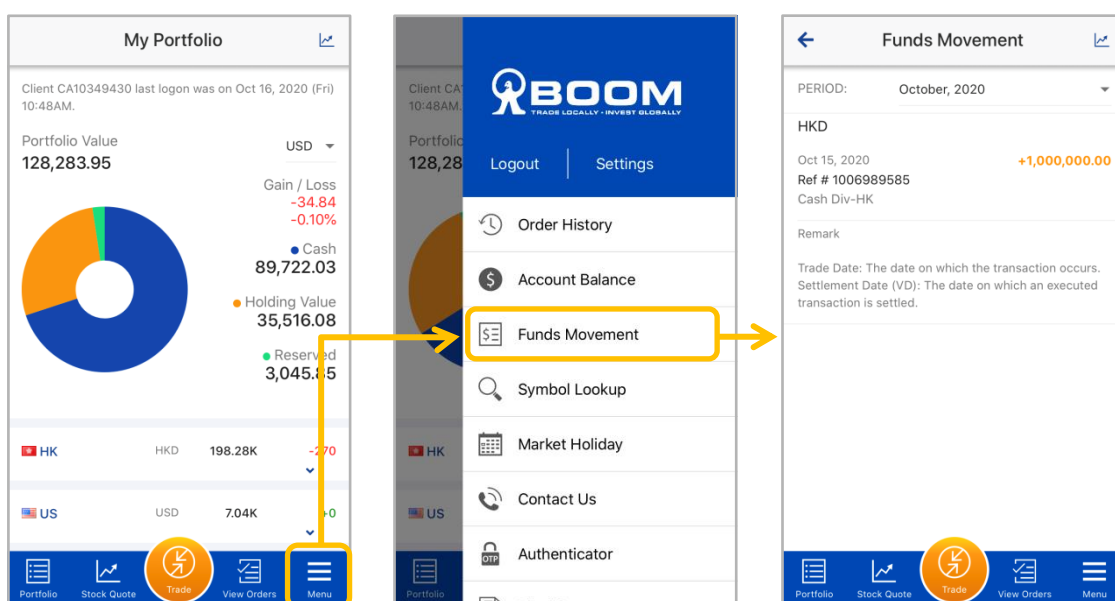 My Portfolio
Client CA10349430 last logon was on Oct 16, 2020 (Fri)
10:48AM.
Portfolio Value
128,283.95
USD
Gain / Loss
-34.84
-0.10%
Cash
89,722.03
Holding Value
35,516.08
Reserved
3,045.85
HK HKD 198.28K -270
US USD 7.04K +0
Portfolio
Stock Quote
Trade
View Orders
Menu
Client CA
10:48AM.
Portfolio
128,28
BOOM
TRADE LOCALLY · INVEST GLOBALLY
Logout
Settings
Order History
Account Balance
Funds Movement
Symbol Lookup
Market Holiday
Contact Us
OTP
Authenticator
HK
US
Portfolio
Funds Movement
PERIOD: October, 2020
HKD
Oct 15, 2020 +1,000,000.00
Ref # 1006989585
Cash Div-HK
Remark
Trade Date: The date on which the transaction occurs.
Settlement Date (VD): The date on which an executed
transaction is settled.
Portfolio
Stock Quote
Trade
View Orders
Menu